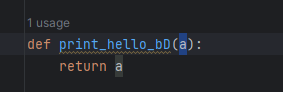 1 usage
def print_hello_bD(a):
    return a